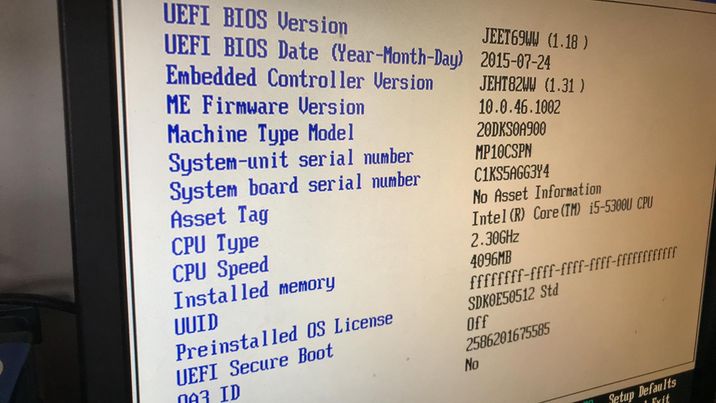 UEFI BIOS Version JEET69WW (1.18 )
UEFI BIOS Date (Year-Month-Day) 2015-07-24
Embedded Controller Version JEHT82WW (1.31 )
ME Firmware Version 10.0.46.1002
Machine Type Model 20DKS0A900
System-unit serial number MP10CSPN
System board serial number C1KS5AGG3Y4
Asset Tag No Asset Information
CPU Type Intel(R) Core(TM) i5-5300U CPU
CPU Speed 2.30GHz
Installed memory 4096MB
UUID ffffffff-ffff-ffff-ffff-ffffffffffff
Preinstalled OS License SDK0E50512 Std
UEFI Secure Boot Off
OA3 ID 2586201675585
No
Setup Defaults
Exit